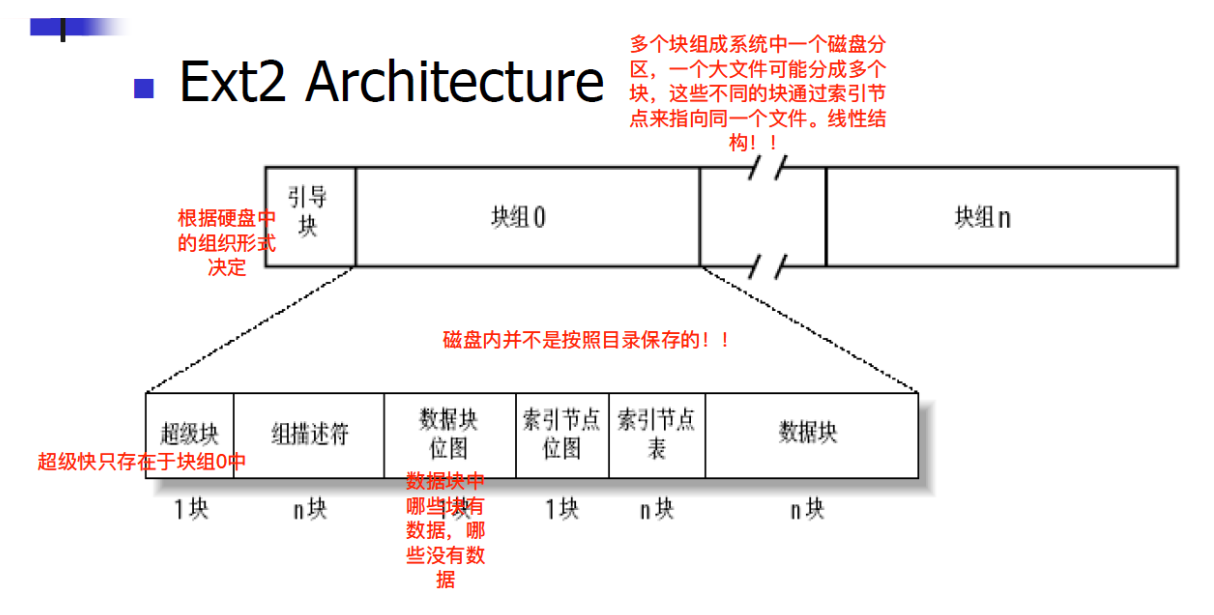 Ext2 Architecture
多个块组成系统中一个磁盘分
区，一个大文件可能分成多个
块，这些不同的块通过索引节
点来指向同一个文件。线性结
构！！
引导
块
块组0
块组n
根据硬盘中
的组织形式
决定
磁盘内并不是按照目录保存的！！
超级块
组描述符
数据块
位图
索引节点
位图
索引节点
表
数据块
超级快只存在于块组0中
1块
n块
1块
1块
n块
n块
数据块中
哪些块有
数据，哪
些没有数
据